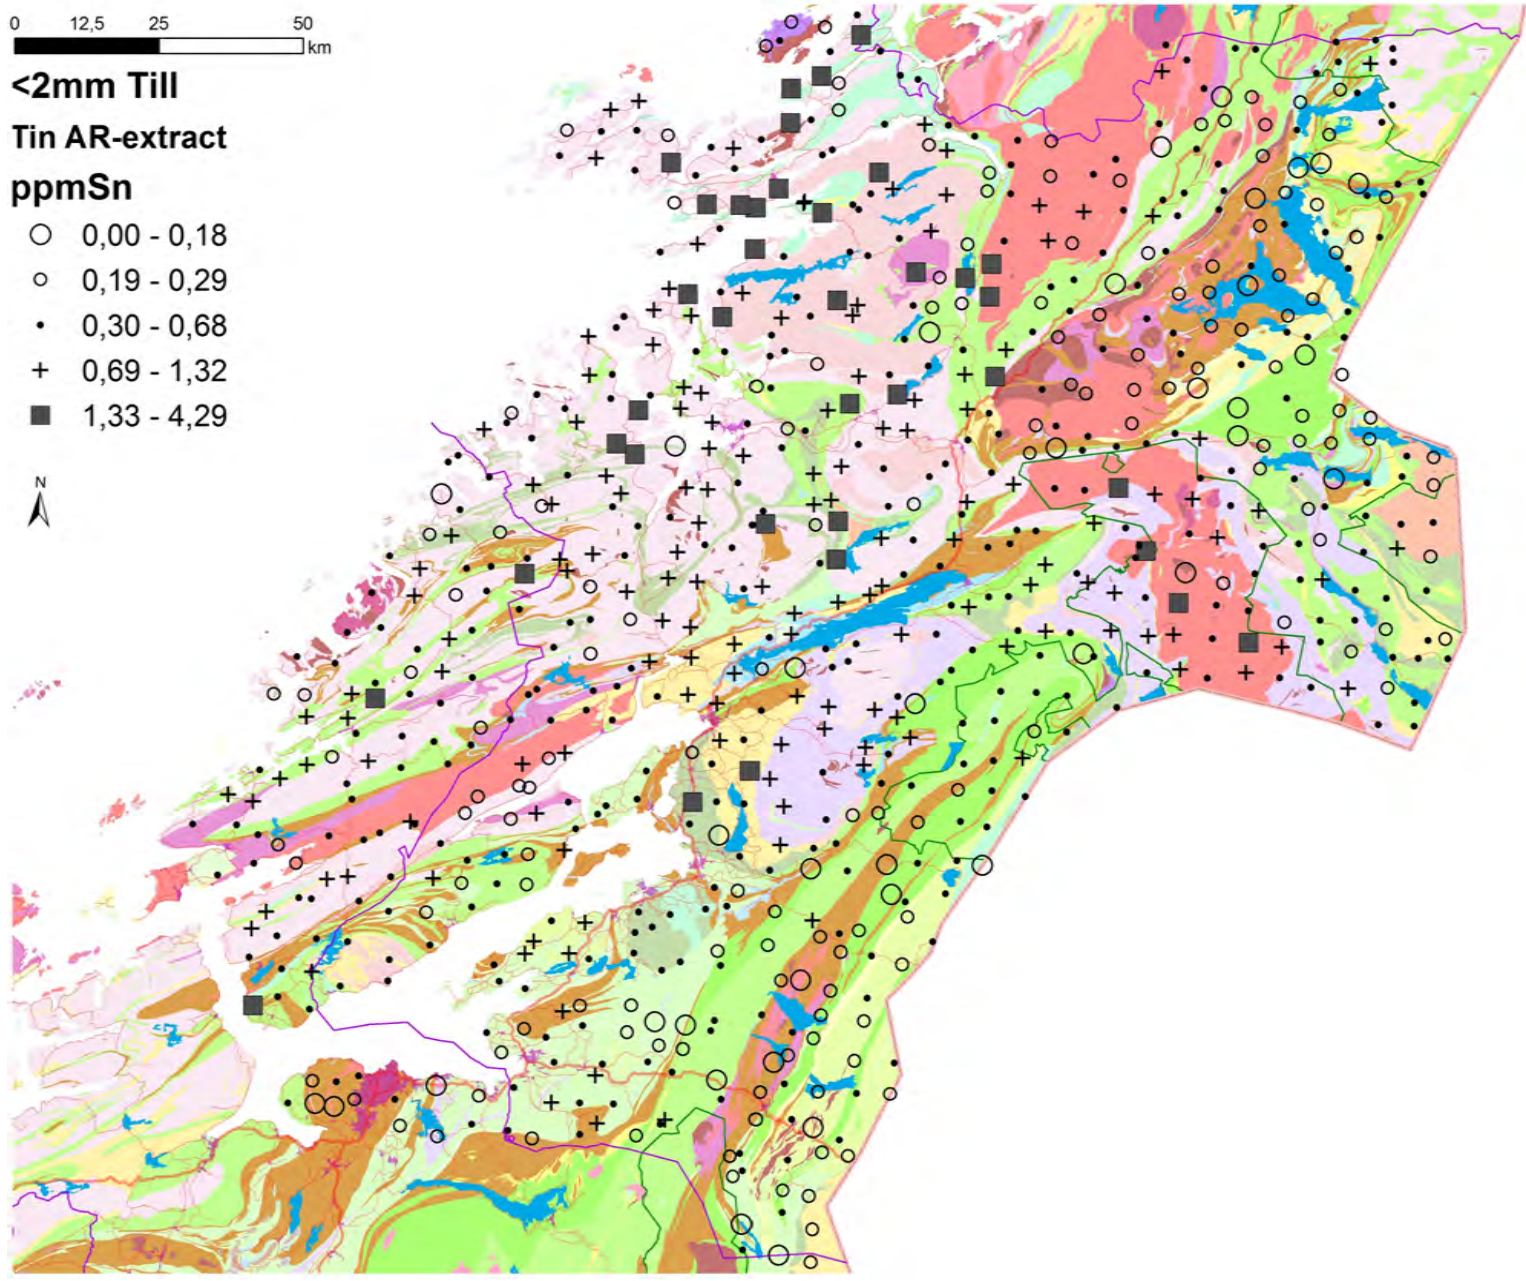 0 12,5 25 50
km
<2mm Till
Tin AR-extract
ppmSn
0,00 - 0,18
0,19 - 0,29
0,30 - 0,68
0,69 - 1,32
1,33 - 4,29
N